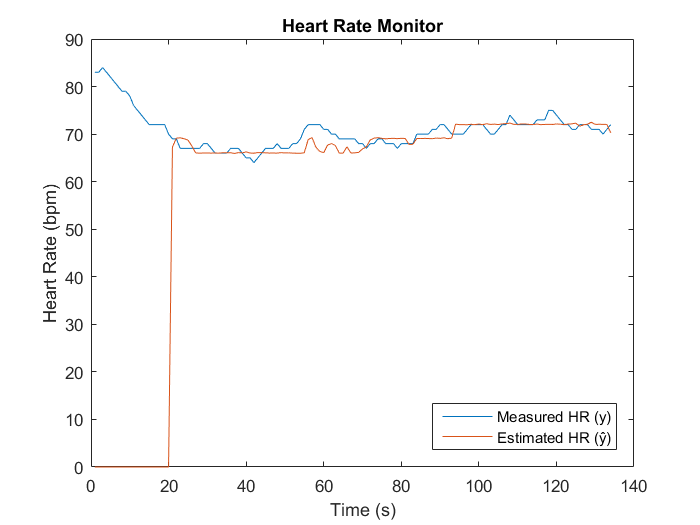 Heart Rate Monitor
90
80
70
60
50
40
30
20
10
0
Heart Rate (bpm)
0 20 40 60 80 100 120 140
Time (s)
Measured HR (y)
Estimated HR (ŷ)